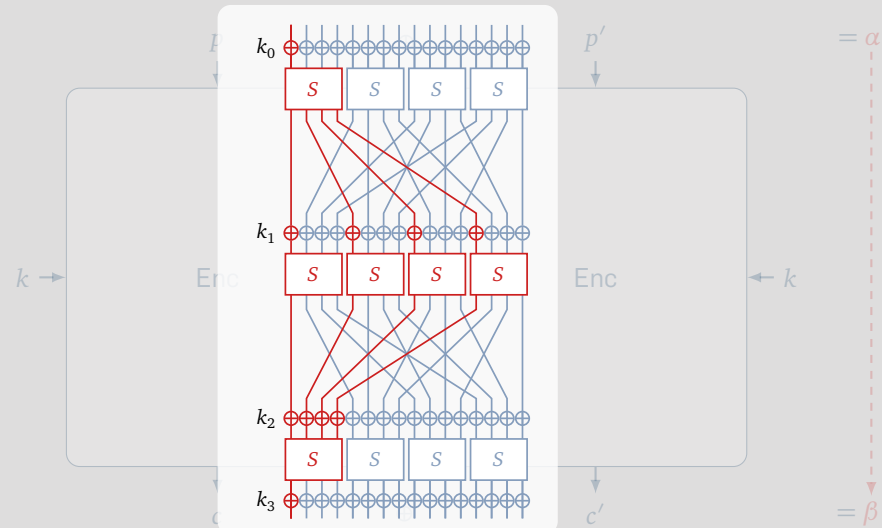 p p′ = α
k₀
S S S S
k₁
k Enc S S S S Enc k
k₂
S S S S
k₃
c c′ = β